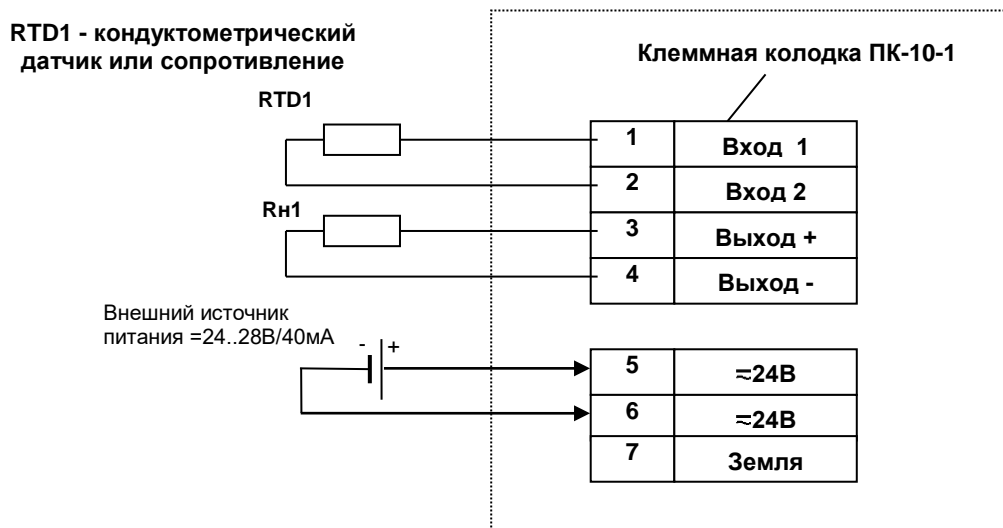 RTD1 - кондуктометрический
датчик или сопротивление
Клеммная колодка ПК-10-1
RTD1
1 Вход 1
2 Вход 2
Rн1
3 Выход +
4 Выход -
Внешний источник
питания =24..28В/40мА
- +
5 ≂24В
6 ≂24В
7 Земля